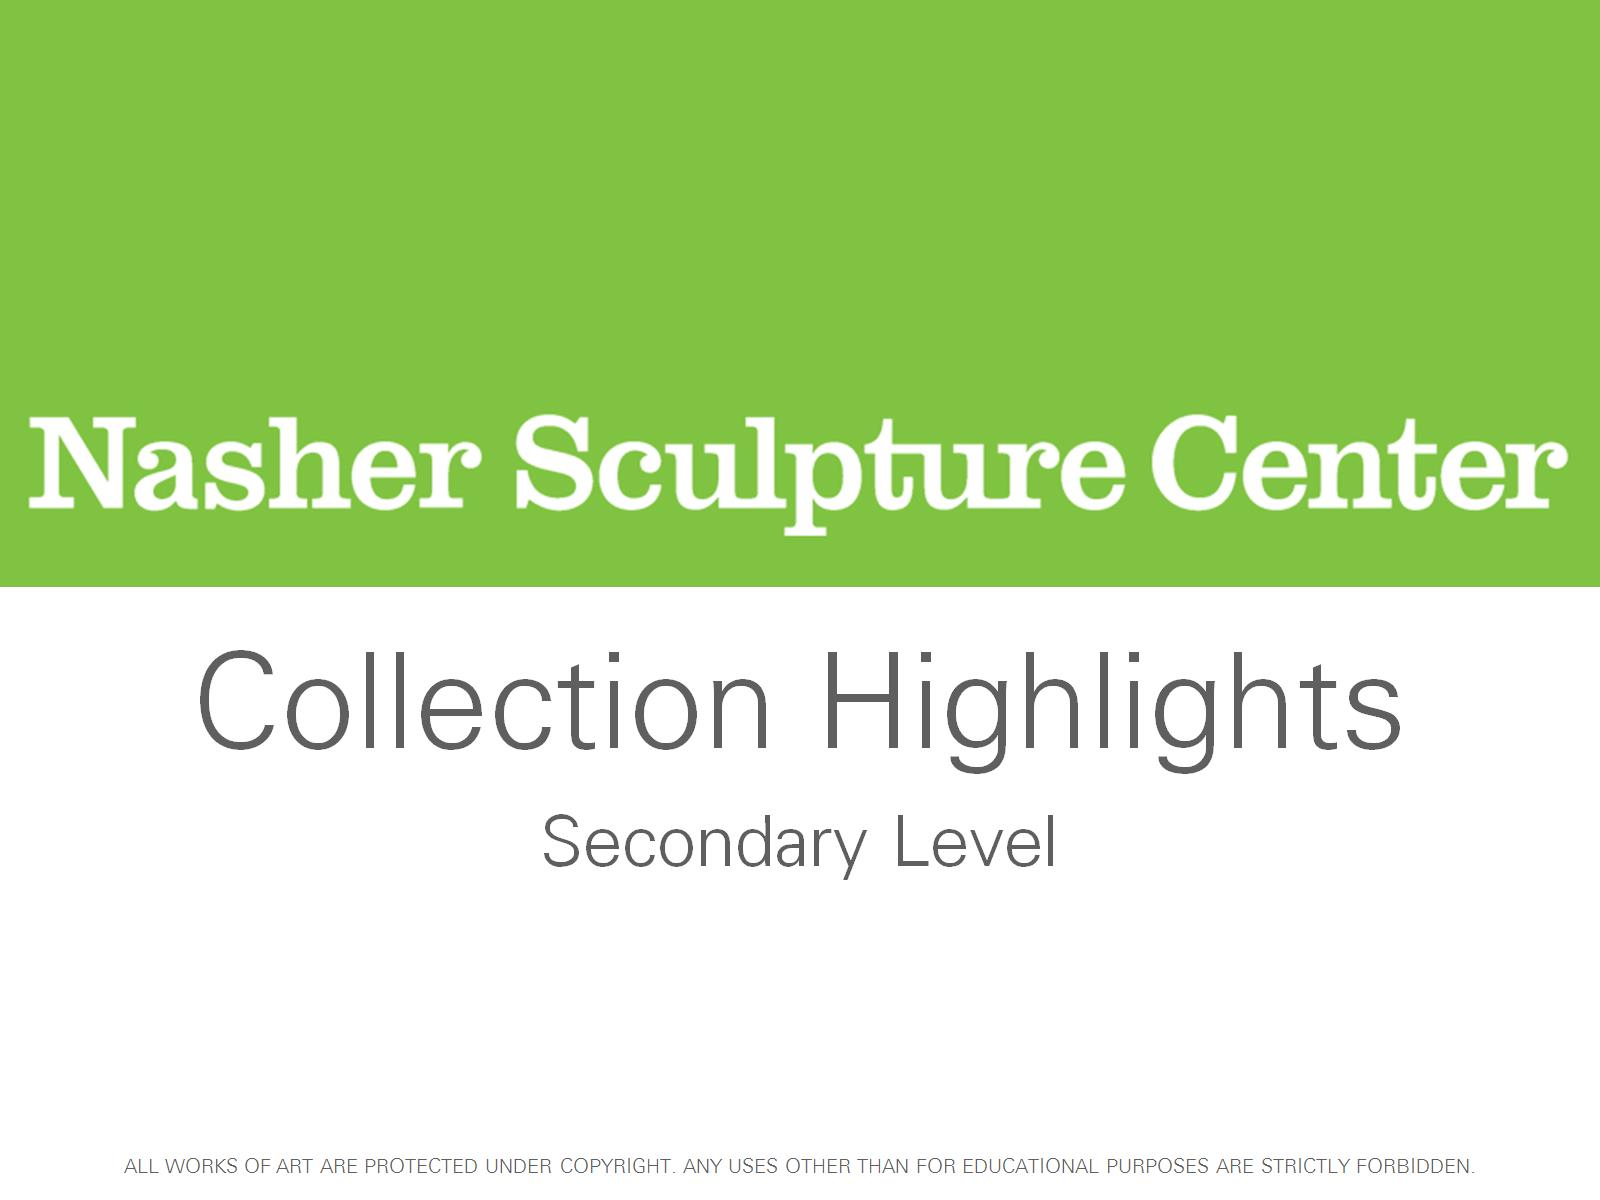 Nasher Sculpture Center
Collection Highlights
Secondary Level
ALL WORKS OF ART ARE PROTECTED UNDER COPYRIGHT. ANY USES OTHER THAN FOR EDUCATIONAL PURPOSES ARE STRICTLY FORBIDDEN.